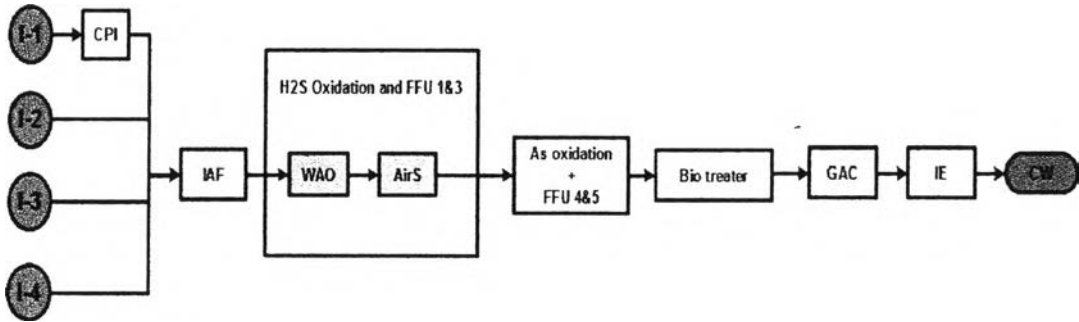 I-1
CPI
I-2
I-3
I-4
IAF
H2S Oxidation and FFU 1&3
WAO
AirS
As oxidation
+
FFU 4&5
Bio treater
GAC
IE
CW